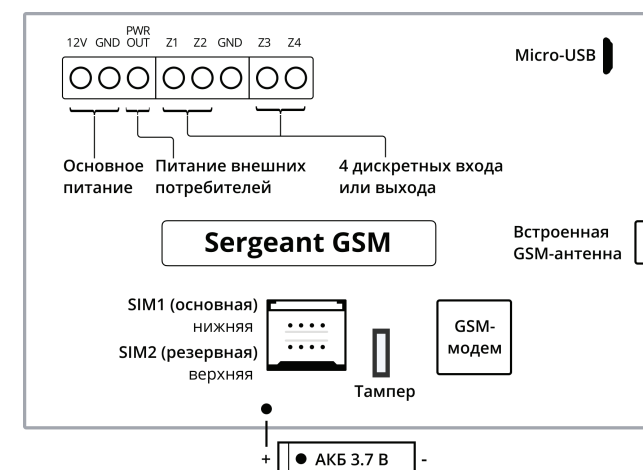 PWR
12V GND OUT Z1 Z2 GND Z3 Z4
Micro-USB
Основное
питание
Питание внешних
потребителей
4 дискретных входа
или выхода
Sergeant GSM
Встроенная
GSM-антенна
SIM1 (основная)
нижняя
SIM2 (резервная)
верхняя
GSM-
модем
Тампер
+ АКБ 3.7 В -